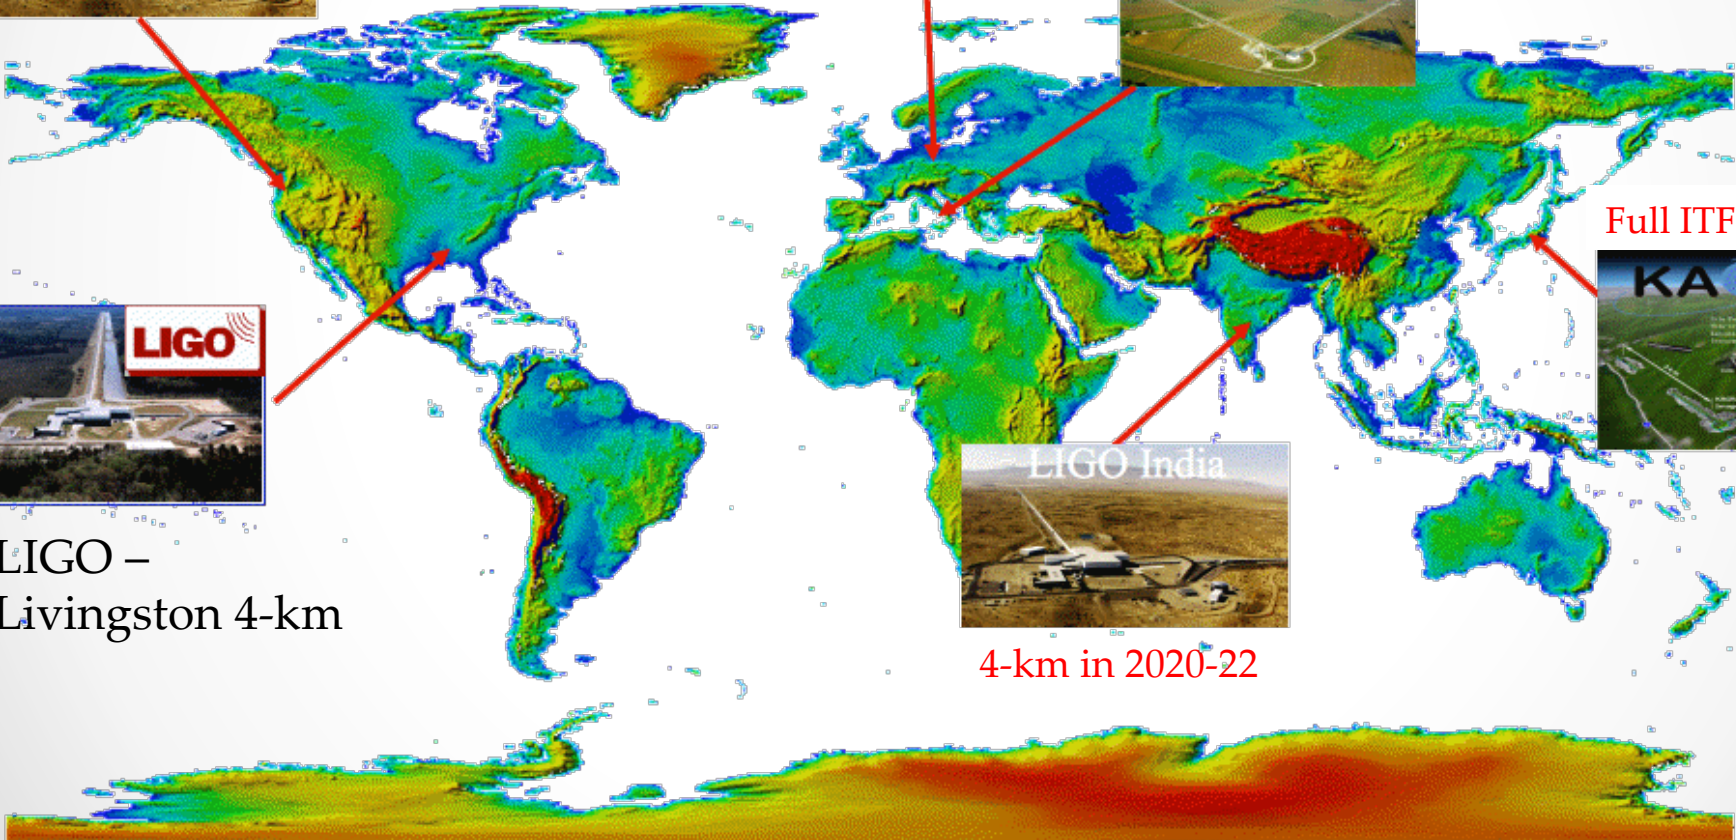 Full ITF
KA
LIGO
LIGO India
LIGO –
Livingston 4-km
4-km in 2020-22